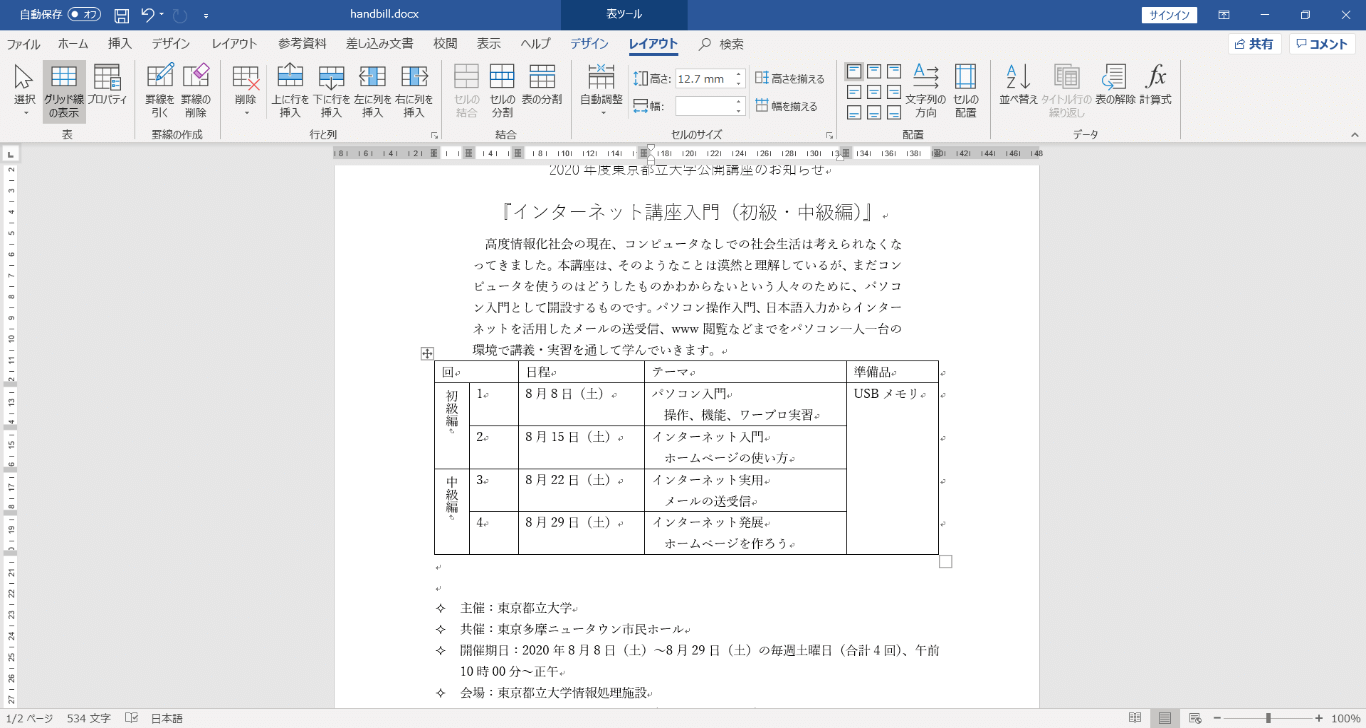 自動保存 オフ handbill.docx 表ツール サインイン
ファイル ホーム 挿入 デザイン レイアウト 参考資料 差し込み文書 校閲 表示 ヘルプ デザイン レイアウト 検索 共有 コメント
選択 グリッド線の表示 プロパティ 罫線を引く 罫線の削除 削除 上に行を挿入 下に行を挿入 左に列を挿入 右に列を挿入 セルの結合 セルの分割 表の分割 自動調整 高さ: 12.7 mm 幅: 高さを揃える 幅を揃える 文字列の方向 セルの配置 並べ替え タイトル行の繰り返し 表の解除 計算式
表 罫線の作成 行と列 結合 セルのサイズ 配置 データ
2020 年度東京都立大学公開講座のお知らせ
『インターネット講座入門（初級・中級編）』
高度情報化社会の現在、コンピュータなしでの社会生活は考えられなくな
ってきました。本講座は、そのようなことは漠然と理解しているが、まだコン
ピュータを使うのはどうしたものかわからないという人々のために、パソコ
ン入門として開設するものです。パソコン操作入門、日本語入力からインター
ネットを活用したメールの送受信、www 閲覧などまでをパソコン一人一台の
環境で講義・実習を通して学んでいきます。
回 日程 テーマ 準備品
初級編 1 8 月 8 日（土） パソコン入門 USB メモリ
操作、機能、ワープロ実習
2 8 月 15 日（土） インターネット入門
ホームページの使い方
中級編 3 8 月 22 日（土） インターネット実用
メールの送受信
4 8 月 29 日（土） インターネット発展
ホームページを作ろう
✧ 主催：東京都立大学
✧ 共催：東京多摩ニュータウン市民ホール
✧ 開催期日：2020 年 8 月 8 日（土）～8 月 29 日（土）の毎週土曜日（合計 4 回）、午前
10 時 00 分～正午
✧ 会場：東京都立大学情報処理施設
1/2 ページ 534 文字 日本語 100%